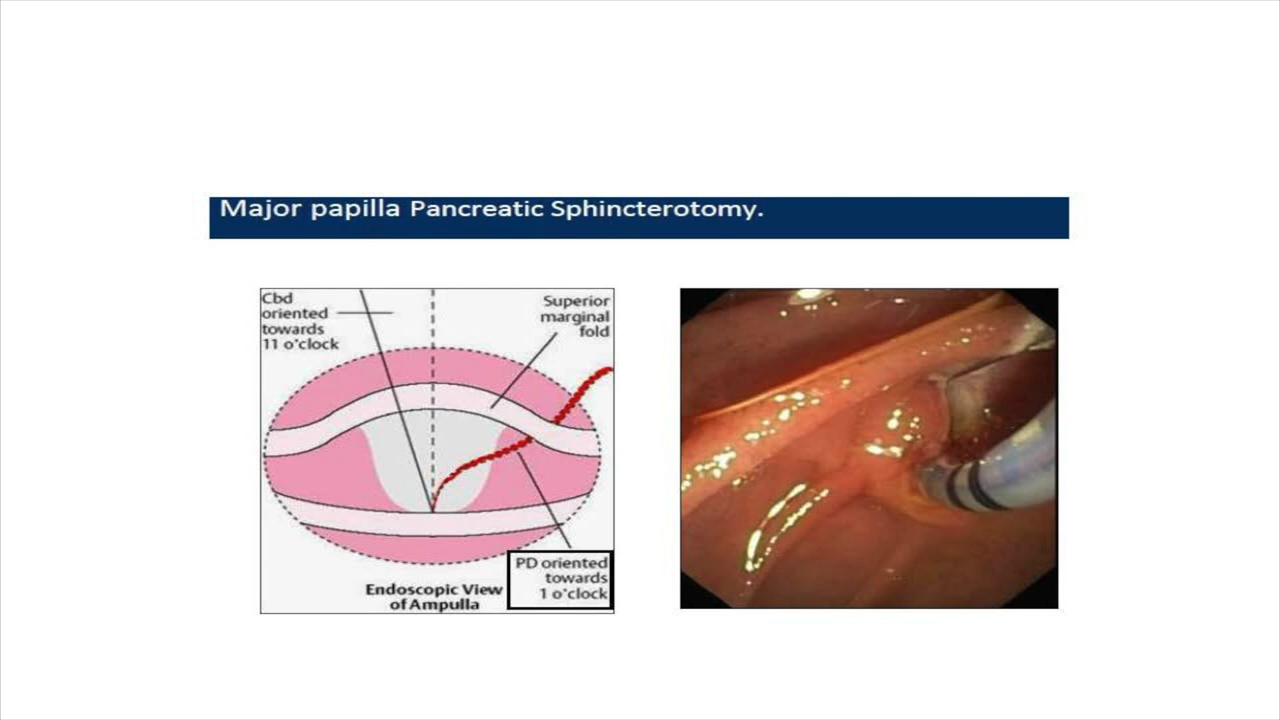 Major papilla Pancreatic Sphincterotomy.
Cbd
oriented
towards
11 o'clock
Superior
marginal
fold
PD oriented
towards
1 o'clock
Endoscopic View
of Ampulla